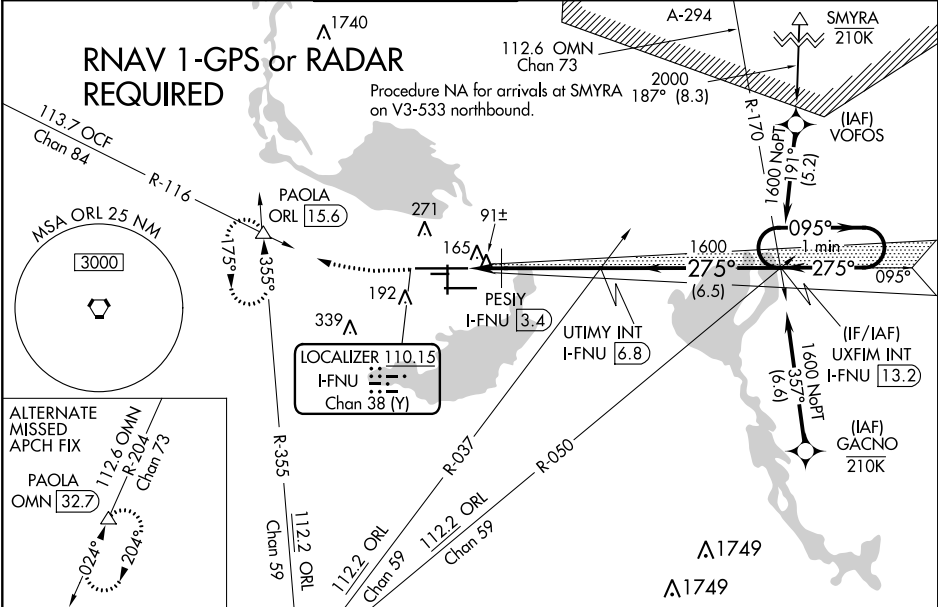 1740
RNAV 1-GPS or RADAR
REQUIRED
Procedure NA for arrivals at SMYRA
on V3-533 northbound.
A-294
112.6 OMN
Chan 73
R-170
SMYRA
210K
2000
187° (8.3)
(IAF)
VOFOS
1600 NoPT
191°
(5.2)
113.7 OCF
Chan 84
R-116
PAOLA
ORL 15.6
175°
355°
MSA ORL 25 NM
3000
271
165
91±
192
339
095°
1 min
1600
275°
(6.5)
275°
095°
PESIY
I-FNU 3.4
UTIMY INT
I-FNU 6.8
(IF/IAF)
UXFIM INT
I-FNU 13.2
LOCALIZER 110.15
I-FNU
Chan 38 (Y)
1600 NoPT
357°
(6.6)
(IAF)
GACNO
210K
ALTERNATE
MISSED
APCH FIX
PAOLA
OMN 32.7
112.6 OMN
R-204
Chan 73
024°
204°
R-355
112.2 ORL
Chan 59
R-037
112.2 ORL
Chan 59
R-050
112.2 ORL
Chan 59
1749
1749